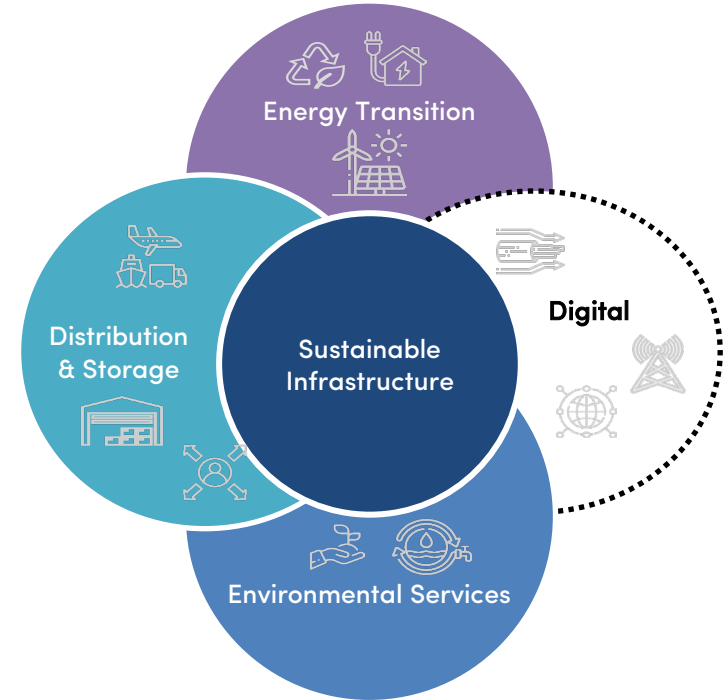 Energy Transition
Distribution
& Storage
Sustainable
Infrastructure
Digital
Environmental Services